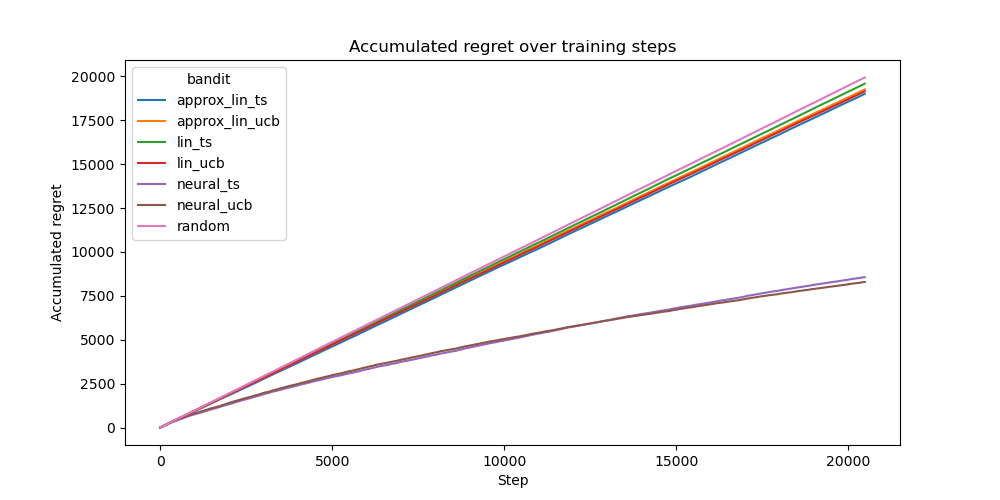 Accumulated regret over training steps
Accumulated regret
20000
17500
15000
12500
10000
7500
5000
2500
0
bandit
approx_lin_ts
approx_lin_ucb
lin_ts
lin_ucb
neural_ts
neural_ucb
random
0 5000 10000 15000 20000
Step